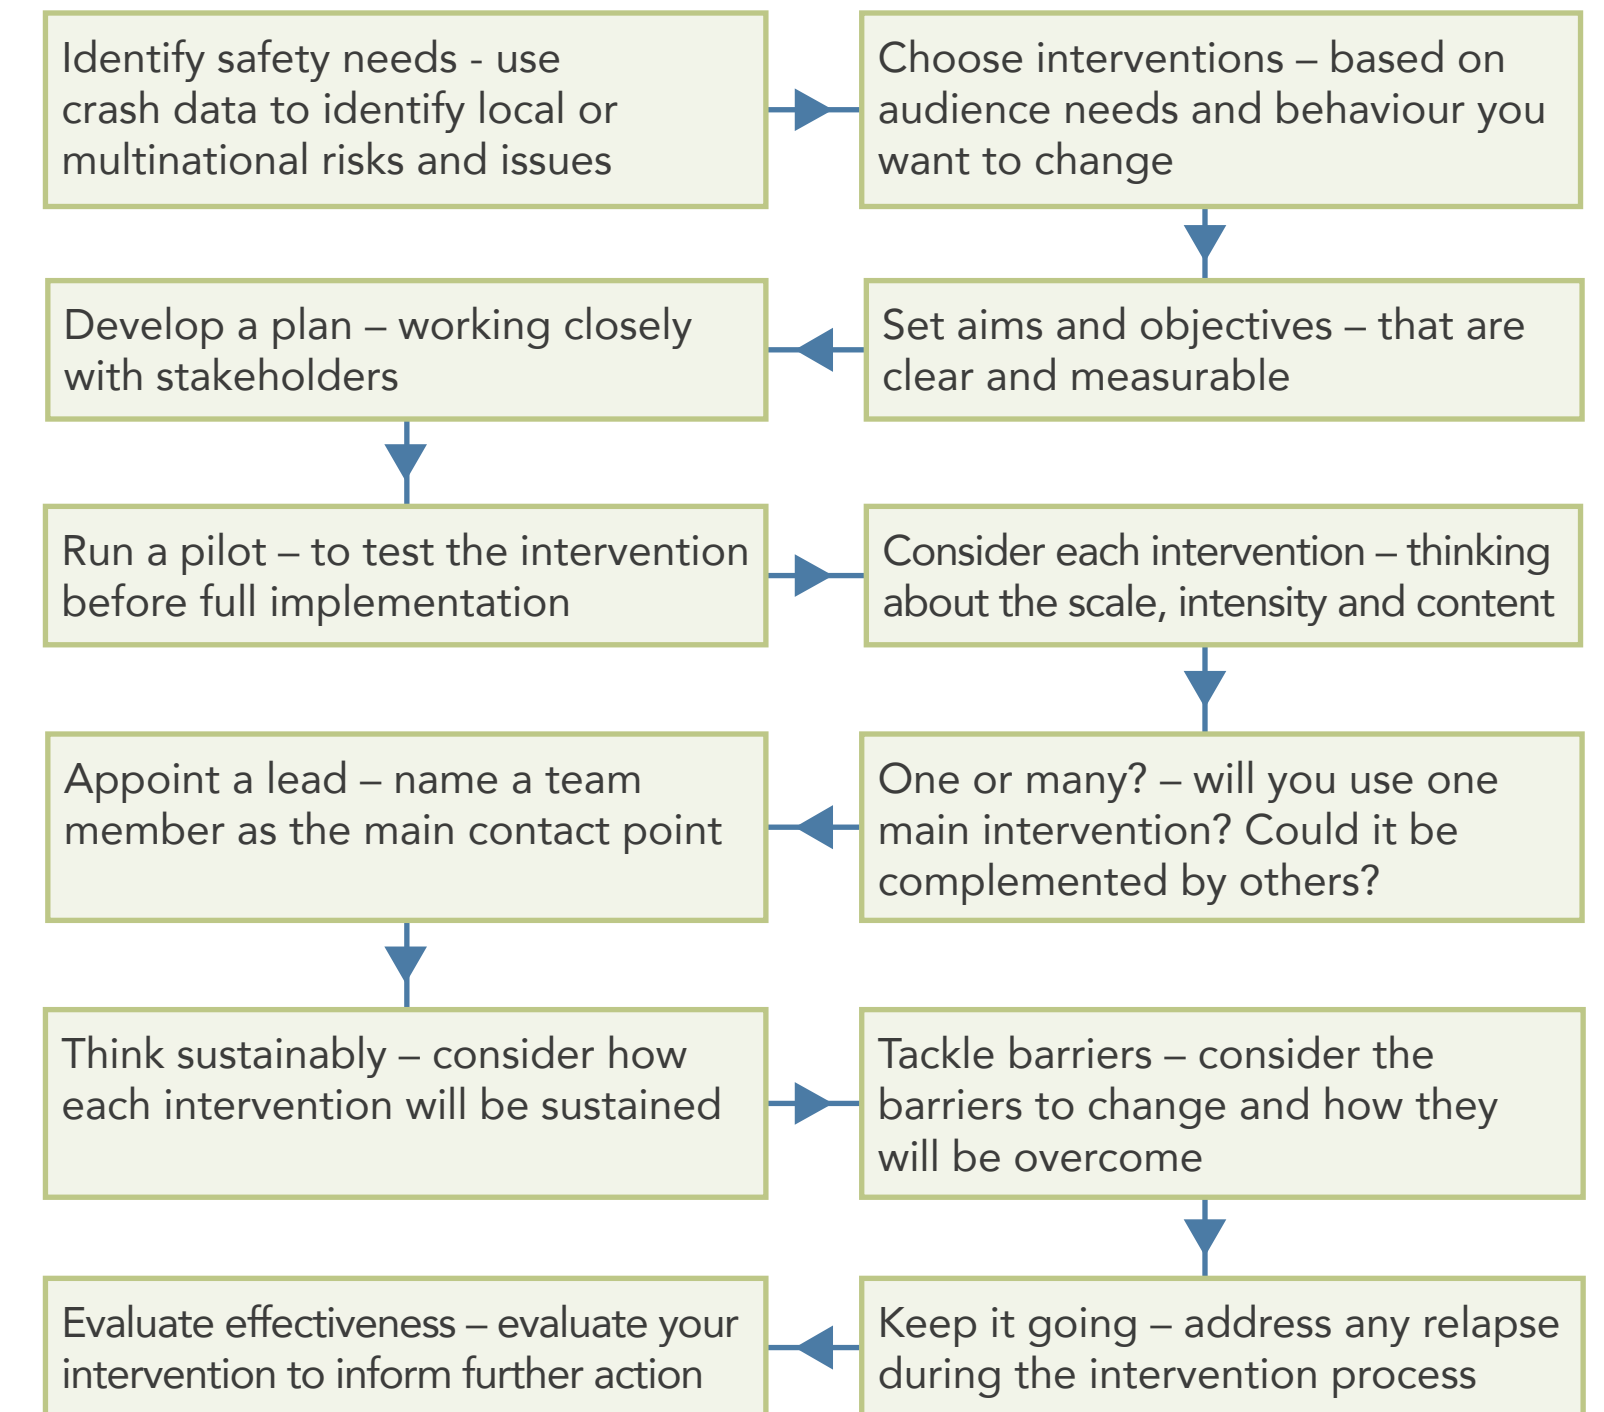 Identify safety needs - use
crash data to identify local or
multinational risks and issues
Choose interventions – based on
audience needs and behaviour you
want to change
Set aims and objectives – that are
clear and measurable
Develop a plan – working closely
with stakeholders
Run a pilot – to test the intervention
before full implementation
Consider each intervention – thinking
about the scale, intensity and content
One or many? – will you use one
main intervention? Could it be
complemented by others?
Appoint a lead – name a team
member as the main contact point
Think sustainably – consider how
each intervention will be sustained
Tackle barriers – consider the
barriers to change and how they
will be overcome
Keep it going – address any relapse
during the intervention process
Evaluate effectiveness – evaluate your
intervention to inform further action